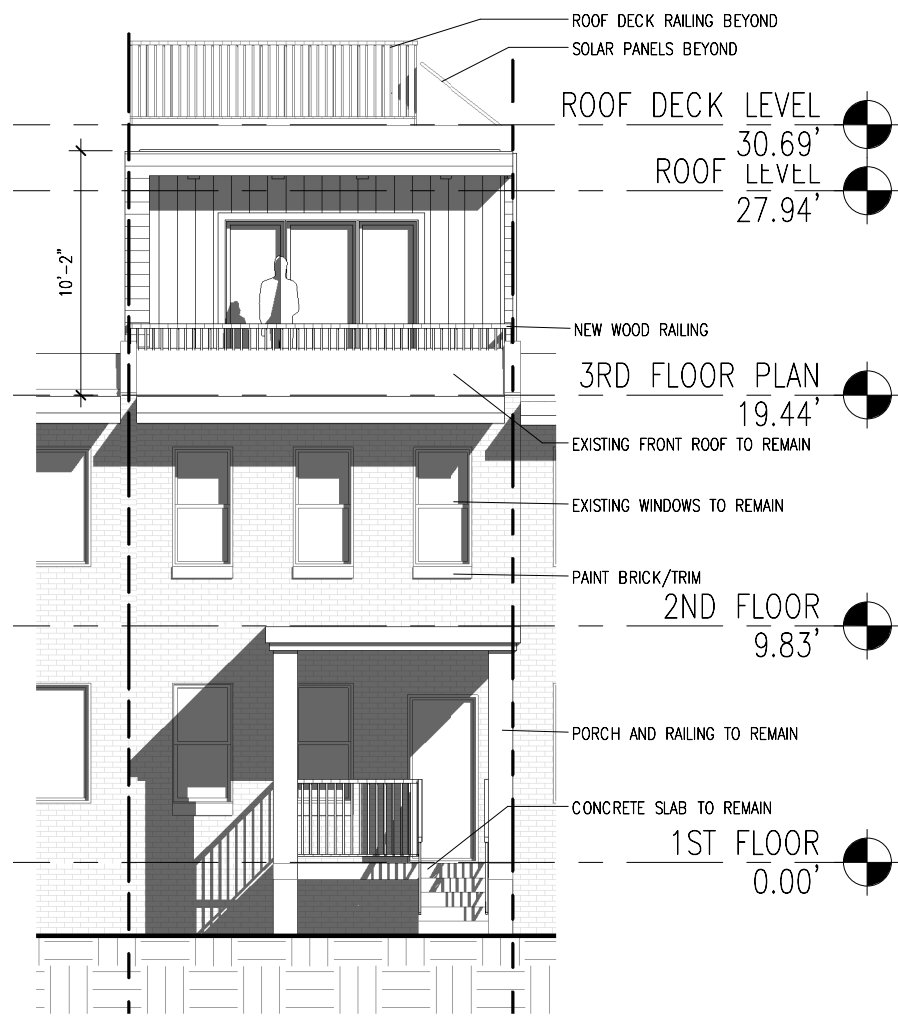 ROOF DECK RAILING BEYOND
SOLAR PANELS BEYOND
ROOF DECK LEVEL
30.69'
ROOF LEVEL
27.94'
10'-2"
NEW WOOD RAILING
3RD FLOOR PLAN
19.44'
EXISTING FRONT ROOF TO REMAIN
EXISTING WINDOWS TO REMAIN
PAINT BRICK/TRIM
2ND FLOOR
9.83'
PORCH AND RAILING TO REMAIN
CONCRETE SLAB TO REMAIN
1ST FLOOR
0.00'